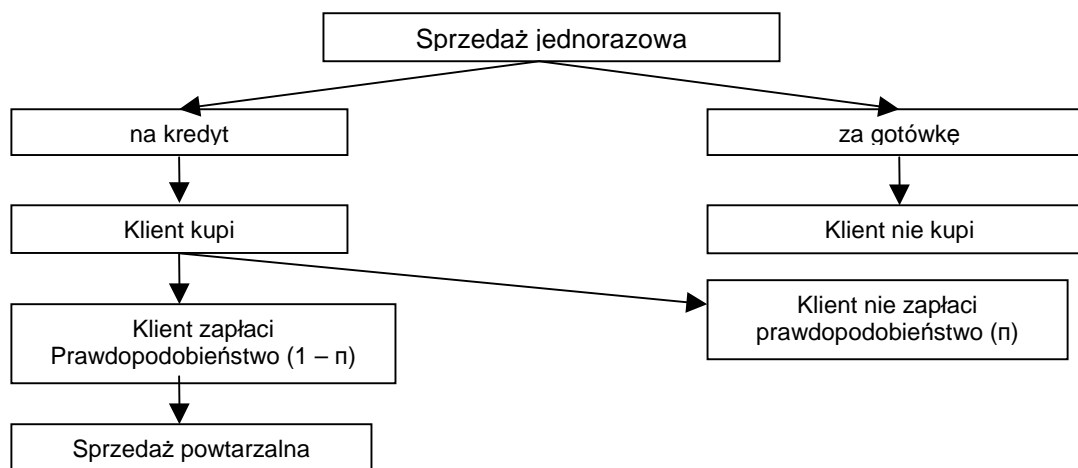 Sprzedaż jednorazowa
na kredyt
za gotówkę
Klient kupi
Klient nie kupi
Klient zapłaci
Prawdopodobieństwo (1 – п)
Klient nie zapłaci
prawdopodobieństwo (п)
Sprzedaż powtarzalna